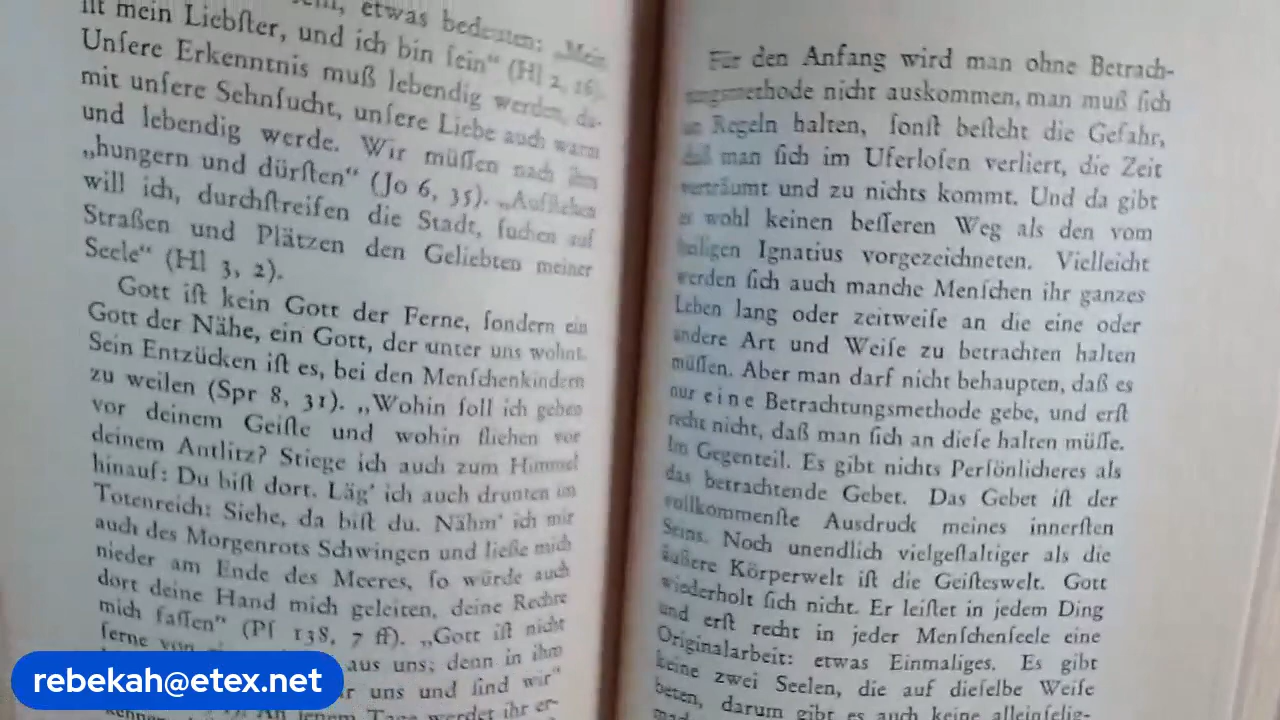 etwas bedeuten: „Mein
ist mein Liebſter, und ich bin ſein“ (Hl 2, 16).
Unſere Erkenntnis muß lebendig werden, da-
mit unſere Sehnſucht, unſere Liebe auch warm
und lebendig werde. Wir müſſen nach ihm
„hungern und dürſten“ (Jo 6, 35). „Aufſtehen
will ich, durchſtreifen die Stadt, ſuchen auf
Straßen und Plätzen den Geliebten meiner
Seele“ (Hl 3, 2).
Gott iſt kein Gott der Ferne, ſondern ein
Gott der Nähe, ein Gott, der unter uns wohnt.
Sein Entzücken iſt es, bei den Menſchenkindern
zu weilen (Spr 8, 31). „Wohin ſoll ich gehen
vor deinem Geiſte und wohin fliehen vor
deinem Antlitz? Stiege ich auch zum Himmel
hinauf: Du biſt dort. Läg’ ich auch drunten im
Totenreich: Siehe, da biſt du. Nähm’ ich mir
auch des Morgenrots Schwingen und ließe mich
nieder am Ende des Meeres, ſo würde auch
dort deine Hand mich geleiten, deine Rechte
mich faſſen“ (Pſ 138, 7 ff). „Gott iſt nicht
ferne von
aus uns; denn in ihm
uns und ſind wir“
An jenem Tage werdet ihr er-
Für den Anfang wird man ohne Betrach-
tungsmethode nicht auskommen, man muß ſich
an Regeln halten, ſonſt beſteht die Gefahr,
daß man ſich im Uferloſen verliert, die Zeit
verträumt und zu nichts kommt. Und da gibt
es wohl keinen beſſeren Weg als den vom
heiligen Ignatius vorgezeichneten. Vielleicht
werden ſich auch manche Menſchen ihr ganzes
Leben lang oder zeitweiſe an die eine oder
andere Art und Weiſe zu betrachten halten
müſſen. Aber man darf nicht behaupten, daß es
nur eine Betrachtungsmethode gebe, und erſt
recht nicht, daß man ſich an dieſe halten müſſe.
Im Gegenteil. Es gibt nichts Perſönlicheres als
das betrachtende Gebet. Das Gebet iſt der
vollkommenſte Ausdruck meines innerſten
Seins. Noch unendlich vielgeſtaltiger als die
äußere Körperwelt iſt die Geiſteswelt. Gott
wiederholt ſich nicht. Er leiſtet in jedem Ding
und erſt recht in jeder Menſchenſeele eine
Originalarbeit: etwas Einmaliges. Es gibt
keine zwei Seelen, die auf dieſelbe Weiſe
beten, darum gibt es auch keine alleinſelig-
rebekah@etex.net